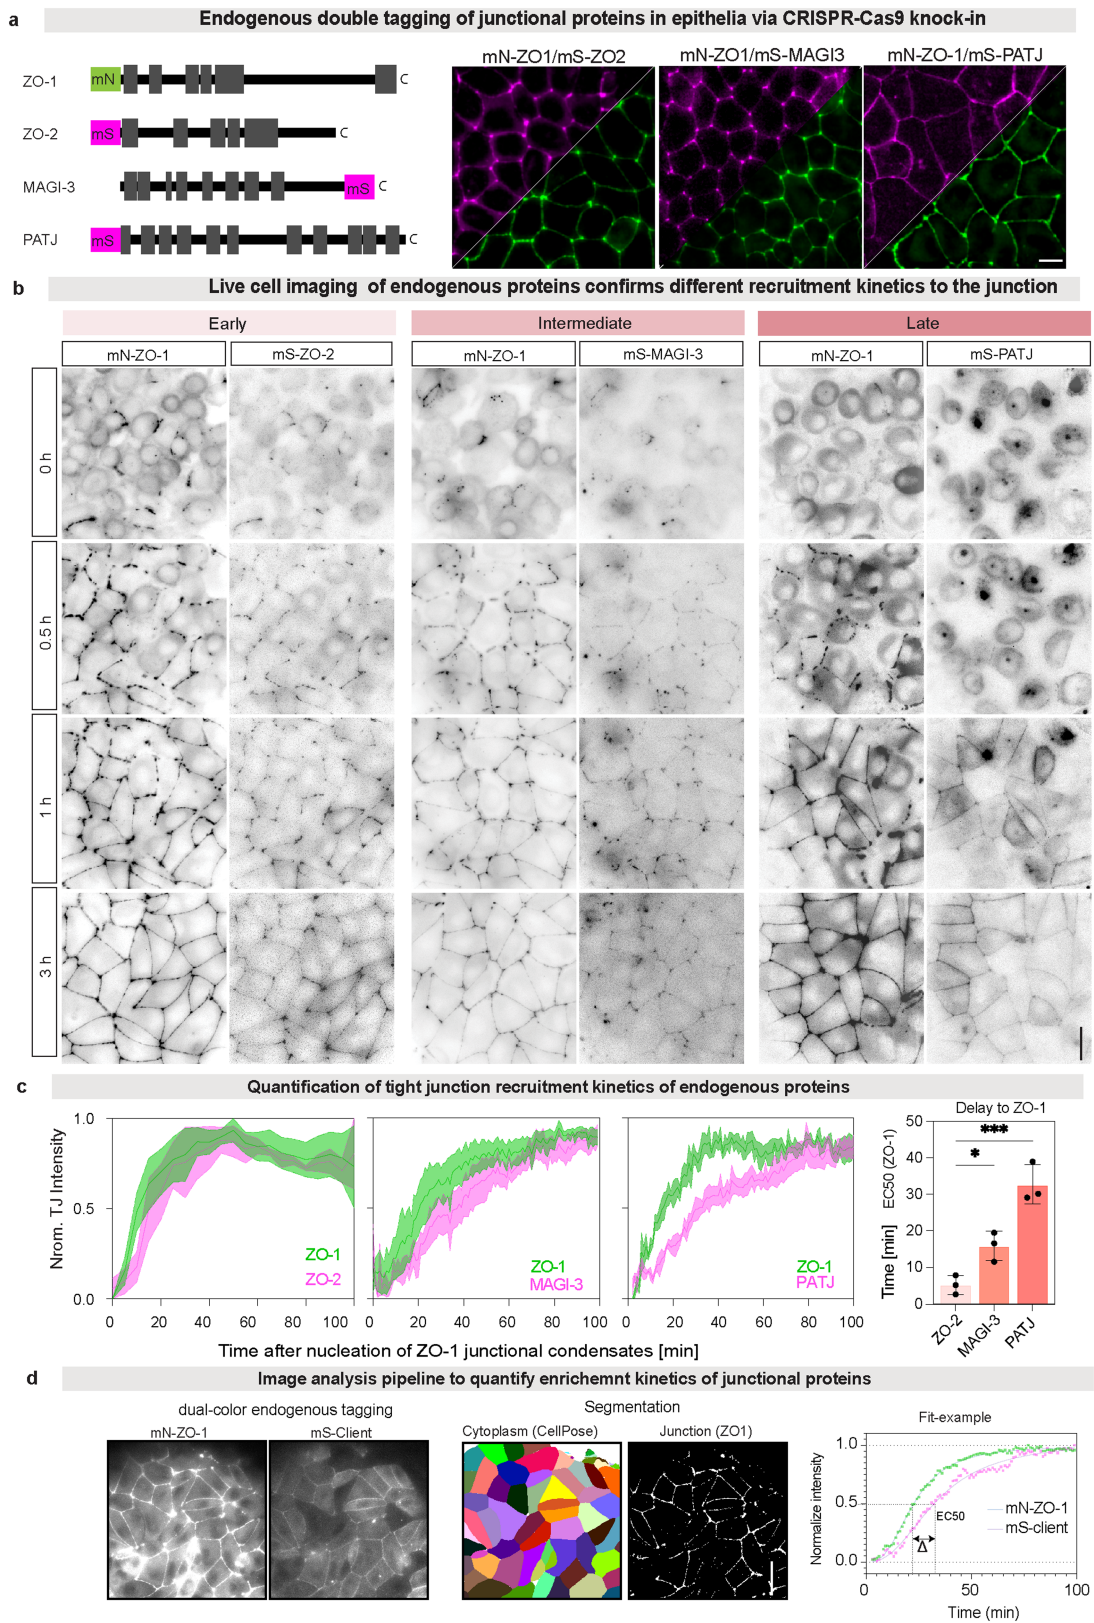 a
Endogenous double tagging of junctional proteins in epithelia via CRISPR-Cas9 knock-in
mN-ZO1/mS-ZO2
mN-ZO1/mS-MAGI3
mN-ZO-1/mS-PATJ
ZO-1
mN
C
ZO-2
mS
C
MAGI-3
mS
C
PATJ
mS
C
b
Live cell imaging of endogenous proteins confirms different recruitment kinetics to the junction
Early
Intermediate
Late
mN-ZO-1
mS-ZO-2
mN-ZO-1
mS-MAGI-3
mN-ZO-1
mS-PATJ
0 h
0.5 h
1 h
3 h
c
Quantification of tight junction recruitment kinetics of endogenous proteins
Nrom. TJ Intensity
1.0
0.5
0.0
ZO-1
ZO-2
0 20 40 60 80 100
ZO-1
MAGI-3
0 20 40 60 80 100
ZO-1
PATJ
0 20 40 60 80 100
Time after nucleation of ZO-1 junctional condensates [min]
Delay to ZO-1
Time [min] EC50 (ZO-1)
50
40
30
20
10
0
***
*
ZO-2
MAGI-3
PATJ
d
Image analysis pipeline to quantify enrichemnt kinetics of junctional proteins
dual-color endogenous tagging
mN-ZO-1
mS-Client
Segmentation
Cytoplasm (CellPose)
Junction (ZO1)
Fit-example
Normalize intensity
1.0
0.5
0.0
EC50
Δ
mN-ZO-1
mS-client
0 50 100
Time (min)